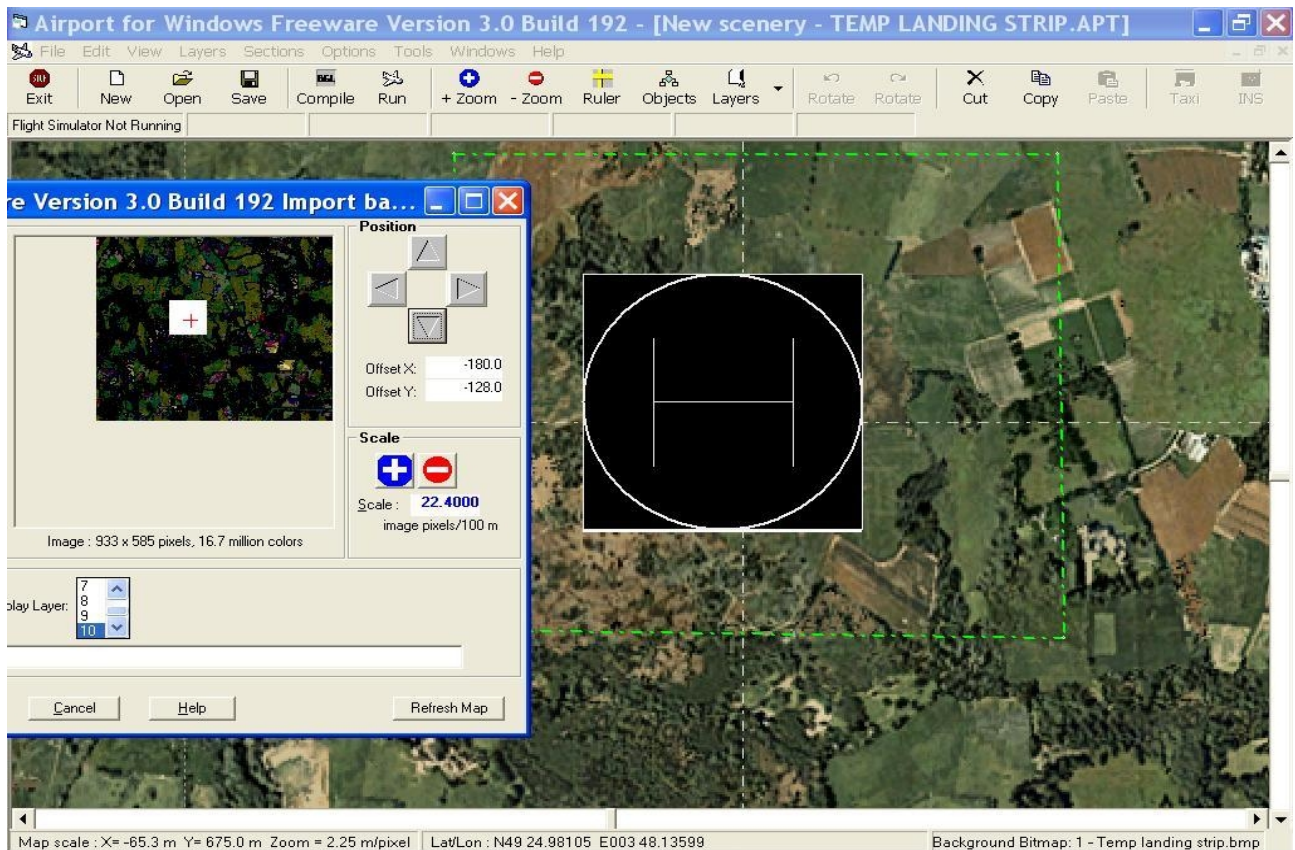 Airport for Windows Freeware Version 3.0 Build 192 - [New scenery - TEMP LANDING STRIP.APT]
File Edit View Layers Sections Options Tools Windows Help
STU BGL
Exit New Open Save Compile Run + Zoom - Zoom Ruler Objects Layers Rotate Rotate Cut Copy Paste Taxi INS
Flight Simulator Not Running
re Version 3.0 Build 192 Import ba...
Position
Offset X: -180.0
Offset Y: -128.0
Scale
Scale : 22.4000
image pixels/100 m
Image : 933 x 585 pixels, 16.7 million colors
7
play Layer: 8
9
10
Cancel Help Refresh Map
H
Map scale : X= -65.3 m Y= 675.0 m Zoom = 2.25 m/pixel Lat/Lon : N49 24.98105 E003 48.13599 Background Bitmap: 1 - Temp landing strip.bmp